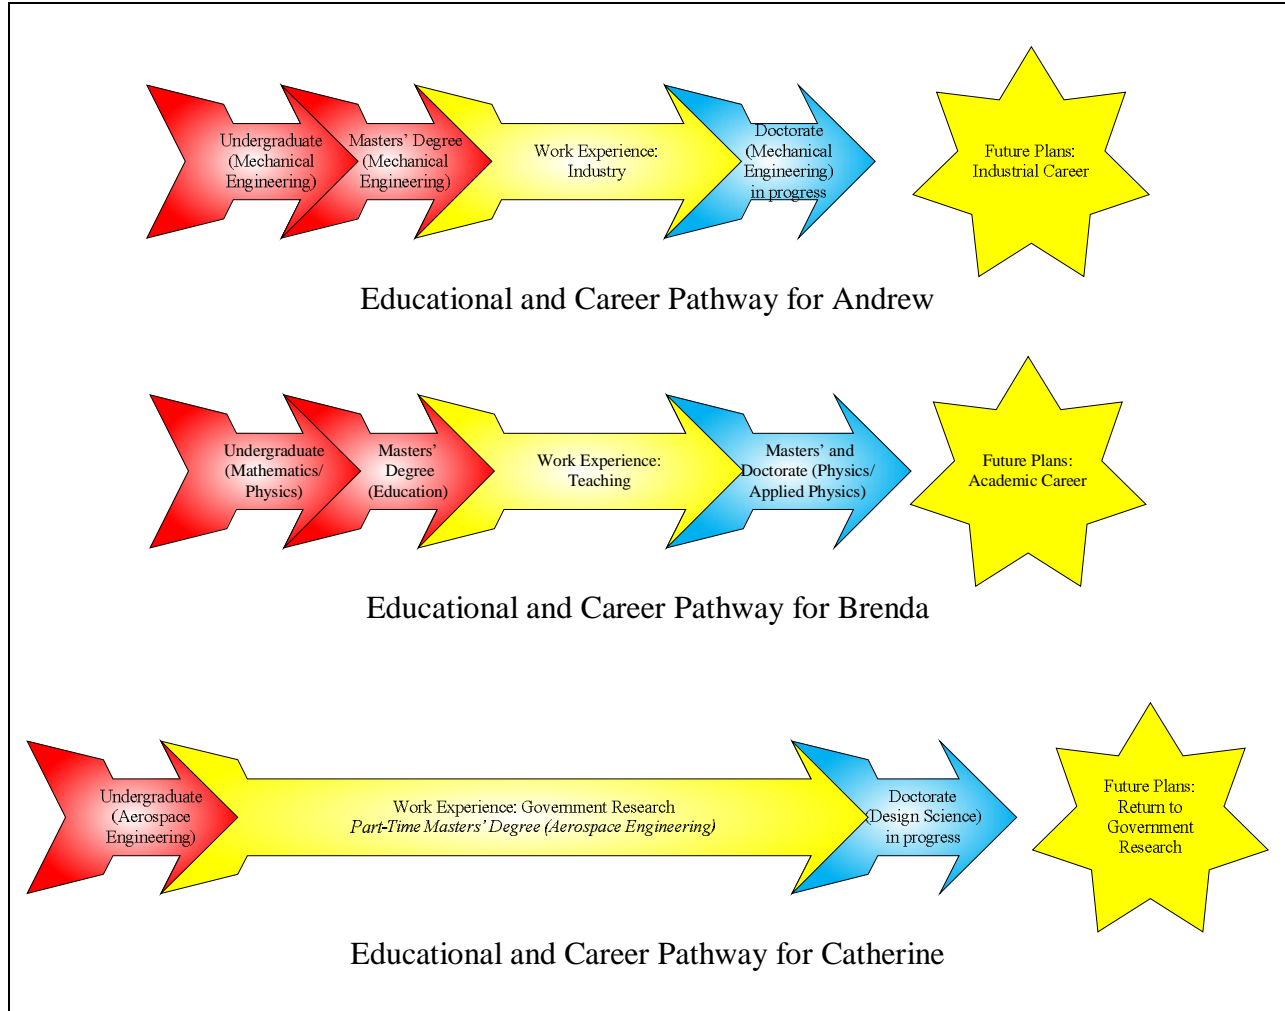 Undergraduate
(Mechanical
Engineering)
Masters' Degree
(Mechanical
Engineering)
Work Experience:
Industry
Doctorate
(Mechanical
Engineering)
in progress
Future Plans:
Industrial Career
Educational and Career Pathway for Andrew
Undergraduate
(Mathematics/
Physics)
Masters'
Degree
(Education)
Work Experience:
Teaching
Masters' and
Doctorate (Physics/
Applied Physics)
Future Plans:
Academic Career
Educational and Career Pathway for Brenda
Undergraduate
(Aerospace
Engineering)
Work Experience: Government Research
Part-Time Masters' Degree (Aerospace Engineering)
Doctorate
(Design Science)
in progress
Future Plans:
Return to
Government
Research
Educational and Career Pathway for Catherine